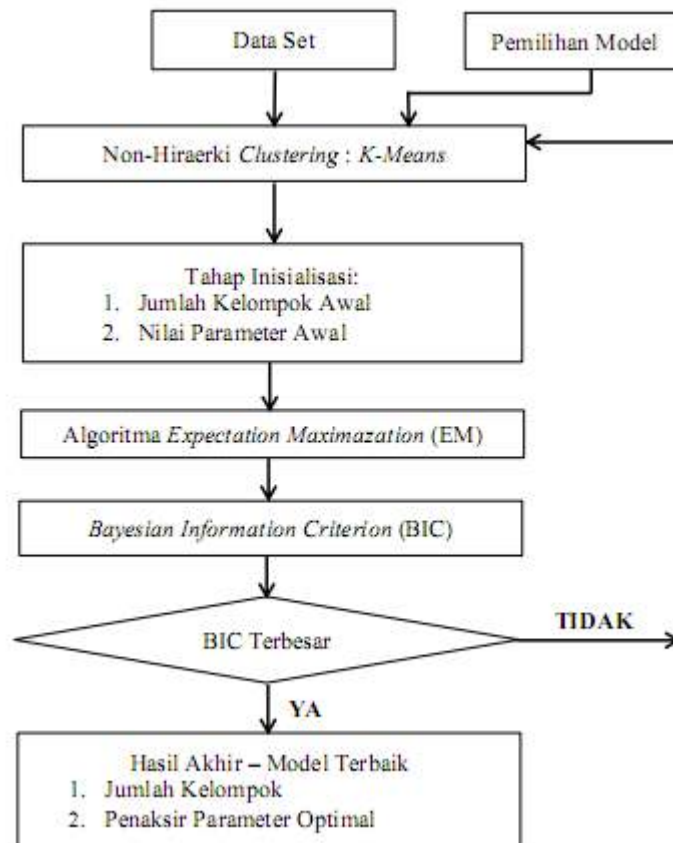 Data Set
Pemilihan Model
Non-Hiraerki Clustering : K-Means
Tahap Inisialisasi:
1. Jumlah Kelompok Awal
2. Nilai Parameter Awal
Algoritma Expectation Maximazation (EM)
Bayesian Information Criterion (BIC)
BIC Terbesar
TIDAK
YA
Hasil Akhir – Model Terbaik
1. Jumlah Kelompok
2. Penaksir Parameter Optimal